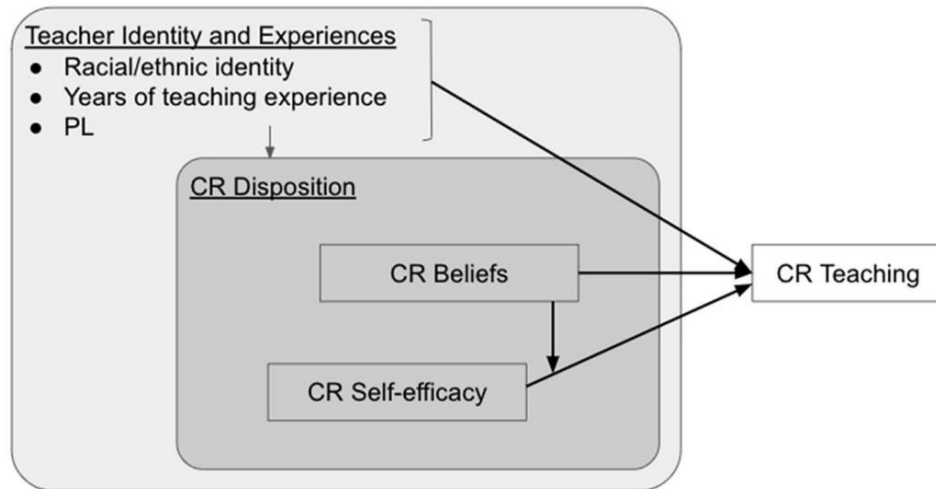 Teacher Identity and Experiences
● Racial/ethnic identity
● Years of teaching experience
● PL
CR Disposition
CR Beliefs
CR Teaching
CR Self-efficacy